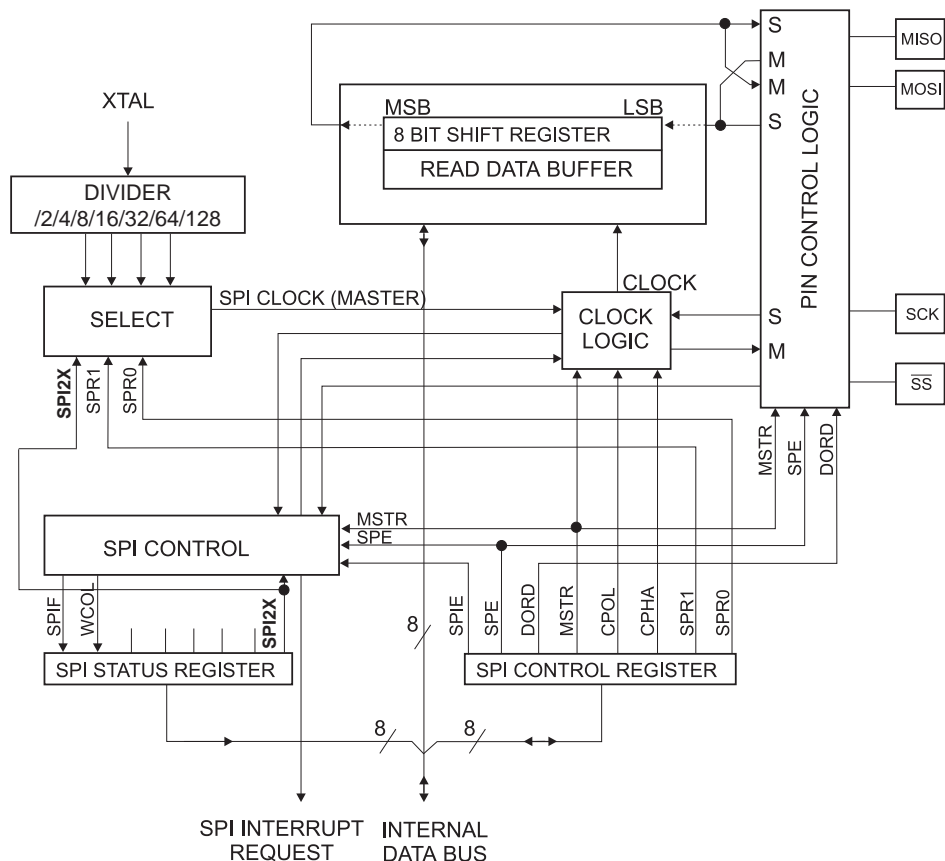 S
MISO
M
MOSI
M
S
XTAL
MSB
LSB
8 BIT SHIFT REGISTER
READ DATA BUFFER
PIN CONTROL LOGIC
DIVIDER
/2/4/8/16/32/64/128
SPI CLOCK (MASTER)
CLOCK
SELECT
CLOCK
LOGIC
S
SCK
M
SS
SPI2X
SPR1
SPR0
MSTR
SPE
DORD
MSTR
SPE
SPI CONTROL
SPIF
WCOL
SPI2X
8
SPIE
SPE
DORD
MSTR
CPOL
CPHA
SPR1
SPR0
SPI STATUS REGISTER
SPI CONTROL REGISTER
8
8
SPI INTERRUPT
REQUEST
INTERNAL
DATA BUS